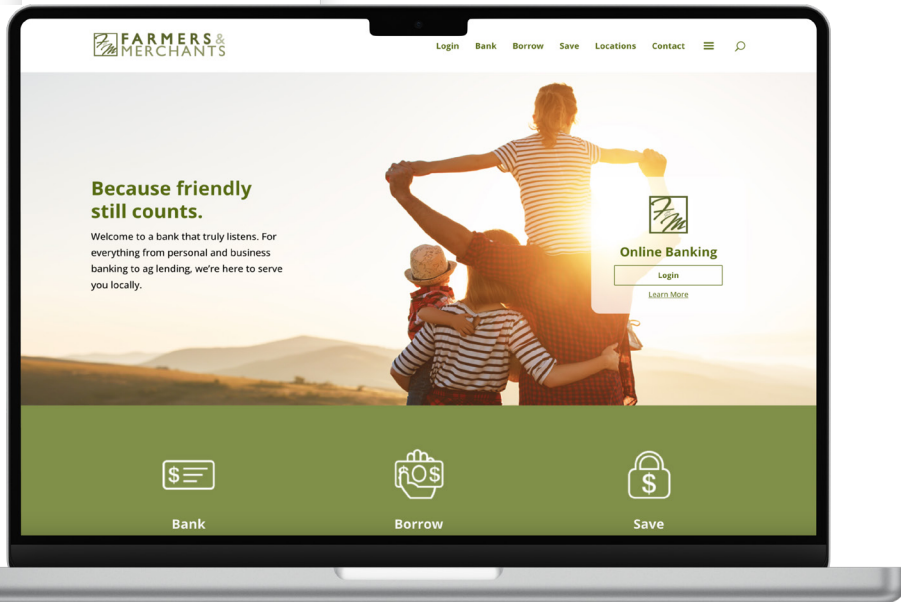 F&M
FARMERS &
MERCHANTS
Login Bank Borrow Save Locations Contact
Because friendly
still counts.
Welcome to a bank that truly listens. For
everything from personal and business
banking to ag lending, we're here to serve
you locally.
F&M
Online Banking
Login
Learn More
$
Bank
$ $
Borrow
$
Save